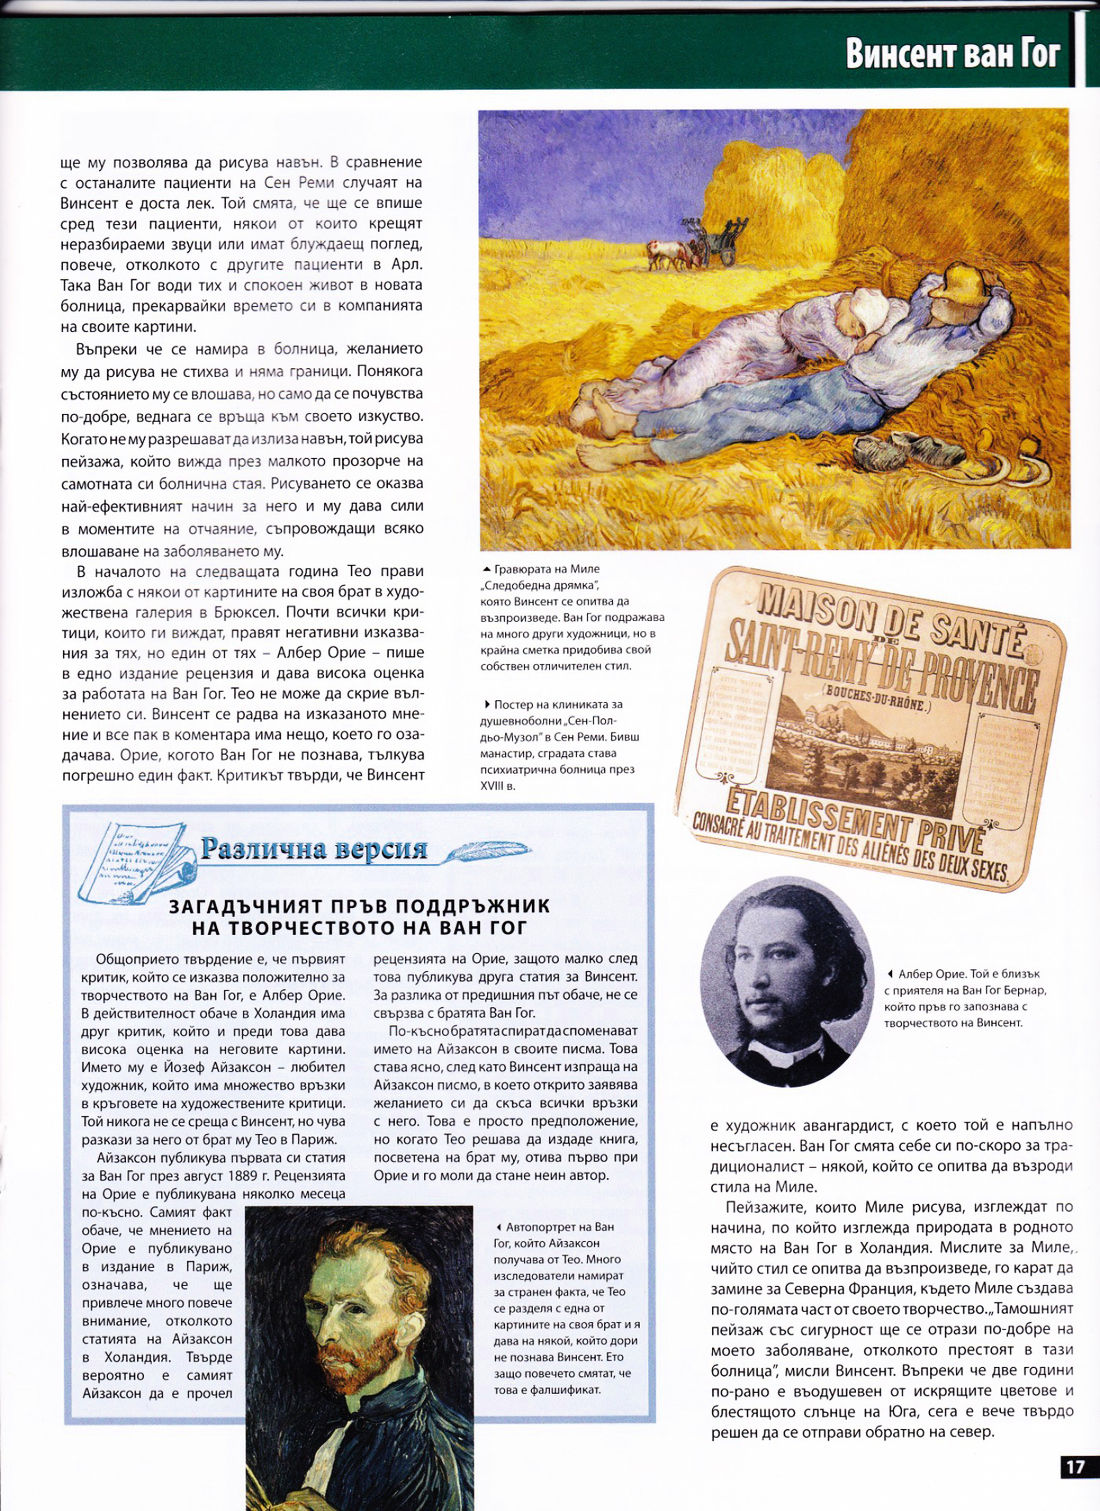 Винсент ван Гог
ще му позволява да рисува навън. В сравнение
с останалите пациенти на Сен Реми случаят на
Винсент е доста лек. Той смята, че ще се впише
сред тези пациенти, някои от които крещят
неразбираеми звуци или имат блуждаещ поглед,
повече, отколкото с другите пациенти в Арл.
Така Ван Гог води тих и спокоен живот в новата
болница, прекарвайки времето си в компанията
на своите картини.
Въпреки че се намира в болница, желанието
му да рисува не стихва и няма граници. Понякога
състоянието му се влошава, но само да се почувства
по-добре, веднага се връща към своето изкуство.
Когато не му разрешават да излиза навън, той рисува
пейзажа, който вижда през малкото прозорче на
самотната си болнична стая. Рисуването се оказва
най-ефективният начин за него и му дава сили
в моментите на отчаяние, съпровождащи всяко
влошаване на заболяването му.
В началото на следващата година Тео прави
изложба с някои от картините на своя брат в худо-
жествена галерия в Брюксел. Почти всички кри-
тици, които ги виждат, правят негативни изказва-
ния за тях, но един от тях – Албер Орие – пише
в едно издание рецензия и дава висока оценка
за работата на Ван Гог. Тео не може да скрие въл-
нението си. Винсент се радва на изказаното мне-
ние и все пак в коментара има нещо, което го оза-
дачава. Орие, когото Ван Гог не познава, тълкува
погрешно един факт. Критикът твърди, че Винсент
Гравюрата на Миле
„Следобедна дрямка“,
която Винсент се опитва да
възпроизведе. Ван Гог подражава
на много други художници, но в
крайна сметка придобива свой
собствен отличителен стил.
Постер на клиниката за
душевноболни „Сен-Пол-
дьо-Музол“ в Сен Реми. Бивш
манастир, сградата става
психиатрична болница през
XVIII в.
MAISON DE SANTÉ
DE
SAINT-REMY DE PROVENCE
(BOUCHES-DU-RHÔNE.)
ÉTABLISSEMENT PRIVÉ
CONSACRÉ AU TRAITEMENT DES ALIÉNÉS DES DEUX SEXES.
Различна версия
ЗАГАДЪЧНИЯТ ПРЪВ ПОДДРЪЖНИК
НА ТВОРЧЕСТВОТО НА ВАН ГОГ
Общоприето твърдение е, че първият
критик, който се изказва положително за
творчеството на Ван Гог, е Албер Орие.
В действителност обаче в Холандия има
друг критик, който и преди това дава
висока оценка на неговите картини.
Името му е Йозеф Айзаксон – любител
художник, който има множество връзки
в кръговете на художествените критици.
Той никога не се среща с Винсент, но чува
разкази за него от брат му Тео в Париж.
Айзаксон публикува първата си статия
за Ван Гог през август 1889 г. Рецензията
на Орие е публикувана няколко месеца
по-късно. Самият факт
обаче, че мнението на
Орие е публикувано
в издание в Париж,
означава, че ще
привлече много повече
внимание, отколкото
статията на Айзаксон
в Холандия. Твърде
вероятно е самият
Айзаксон да е прочел
рецензията на Орие, защото малко след
това публикува друга статия за Винсент.
За разлика от предишния път обаче, не се
свързва с братята Ван Гог.
По-късно братята спират да споменават
името на Айзаксон в своите писма. Това
става ясно, след като Винсент изпраща на
Айзаксон писмо, в което открито заявява
желанието си да скъса всички връзки
с него. Това е просто предположение,
но когато Тео решава да издаде книга,
посветена на брат му, отива първо при
Орие и го моли да стане неин автор.
Автопортрет на Ван
Гог, който Айзаксон
получава от Тео. Много
изследователи намират
за странен факта, че Тео
се разделя с една от
картините на своя брат и я
дава на някой, който дори
не познава Винсент. Ето
защо повечето смятат, че
това е фалшификат.
Албер Орие. Той е близък
с приятеля на Ван Гог Бернар,
който пръв го запознава с
творчеството на Винсент.
е художник авангардист, с което той е напълно
несъгласен. Ван Гог смята себе си по-скоро за тра-
диционалист – някой, който се опитва да възроди
стила на Миле.
Пейзажите, които Миле рисува, изглеждат по
начина, по който изглежда природата в родното
място на Ван Гог в Холандия. Мислите за Миле,
чийто стил се опитва да възпроизведе, го карат да
замине за Северна Франция, където Миле създава
по-голямата част от своето творчество. „Тамошният
пейзаж със сигурност ще се отрази по-добре на
моето заболяване, отколкото престоят в тази
болница“, мисли Винсент. Въпреки че две години
по-рано е въодушевен от искрящите цветове и
блестящото слънце на Юга, сега е вече твърдо
решен да се отправи обратно на север.
17